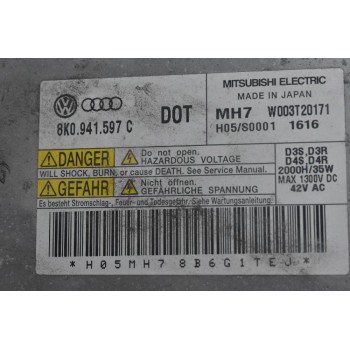 MITSUBISHI ELECTRIC
MADE IN JAPAN
8K0.941.597 C DOT
MH7 W003T20171
H05/S0001 1616
DANGER Do not open.
HAZARDOUS VOLTAGE
WILL SHOCK, BURN, or cause DEATH. See Service Manual.
GEFAHR Nicht öffnen.
GEFÄHRLICHE SPANNUNG
Es besteht Stromschlag-, Feuer- und Todesgefahr. (Siehe Wartungsanleitung).
D3S,D3R
D4S,D4R
2000H/35W
MAX 1300V DC
42V AC
*H05MH78B6G1TEJ*